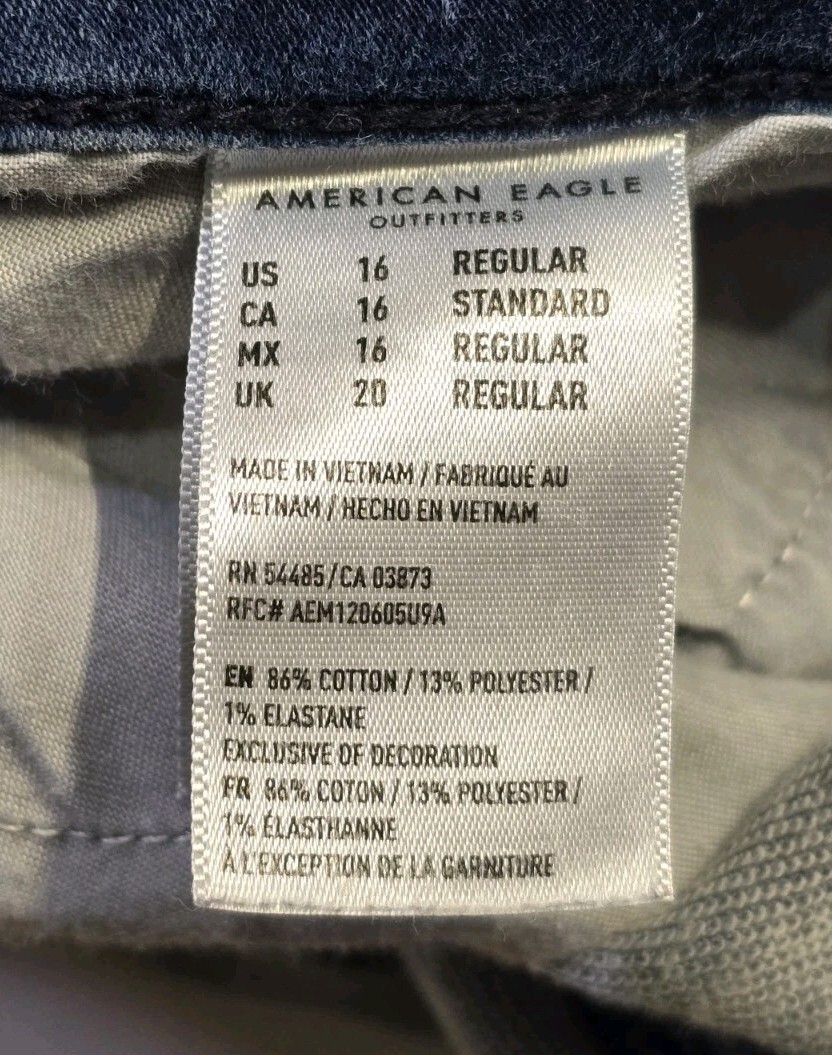 AMERICAN EAGLE
OUTFITTERS
US 16 REGULAR
CA 16 STANDARD
MX 16 REGULAR
UK 20 REGULAR
MADE IN VIETNAM / FABRIQUÉ AU
VIETNAM / HECHO EN VIETNAM
RN 54485/CA 03873
RFC# AEM120605U9A
EN 86% COTTON / 13% POLYESTER /
1% ELASTANE
EXCLUSIVE OF DECORATION
FR 86% COTON / 13% POLYESTER /
1% ÉLASTHANNE
À L'EXCEPTION DE LA GARNITURE